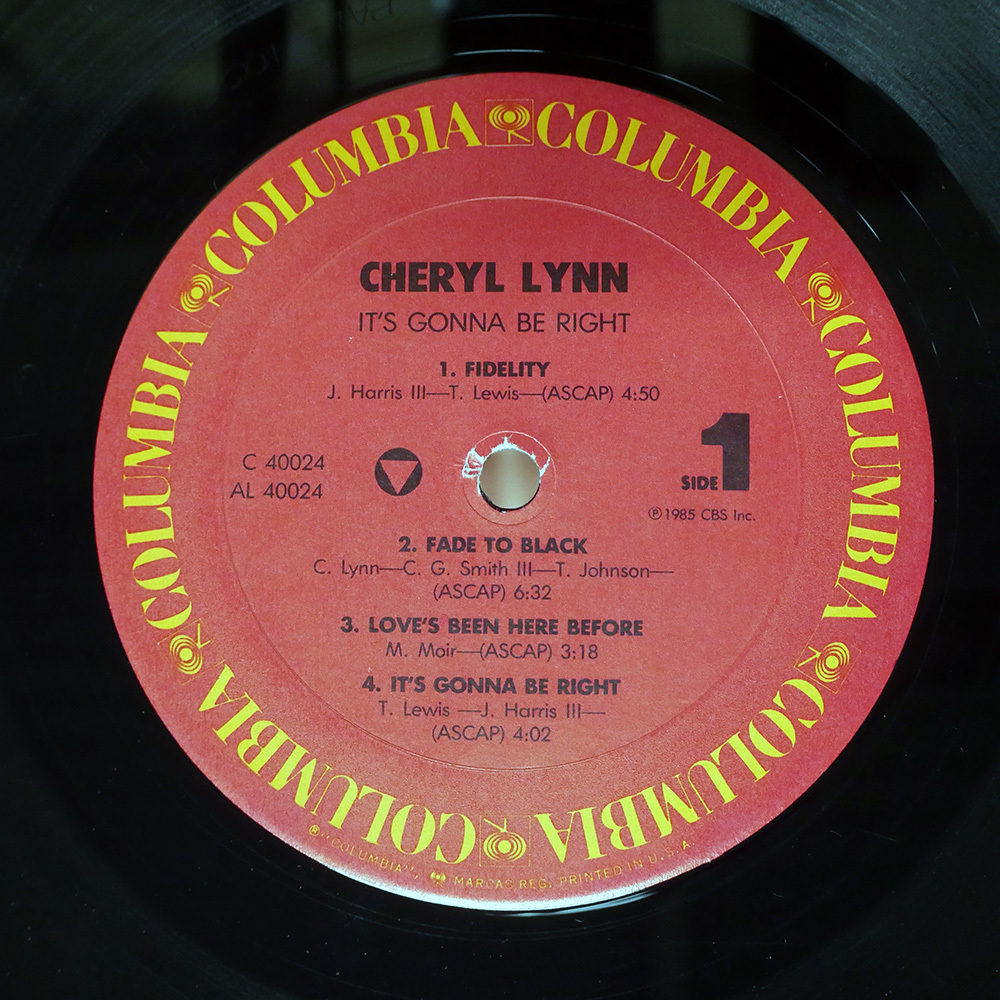 COLUMBIA COLUMBIA COLUMBIA COLUMBIA COLUMBIA COLUMBIA COLUMBIA COLUMBIA
CHERYL LYNN
IT'S GONNA BE RIGHT
1. FIDELITY
J. Harris III—T. Lewis—(ASCAP) 4:50
C 40024
AL 40024
SIDE 1
℗ 1985 CBS Inc.
2. FADE TO BLACK
C. Lynn—C. G. Smith III—T. Johnson—
(ASCAP) 6:32
3. LOVE'S BEEN HERE BEFORE
M. Moir—(ASCAP) 3:18
4. IT'S GONNA BE RIGHT
T. Lewis —J. Harris III—
(ASCAP) 4:02
® "COLUMBIA", MARCAS REG. PRINTED IN U.S.A.